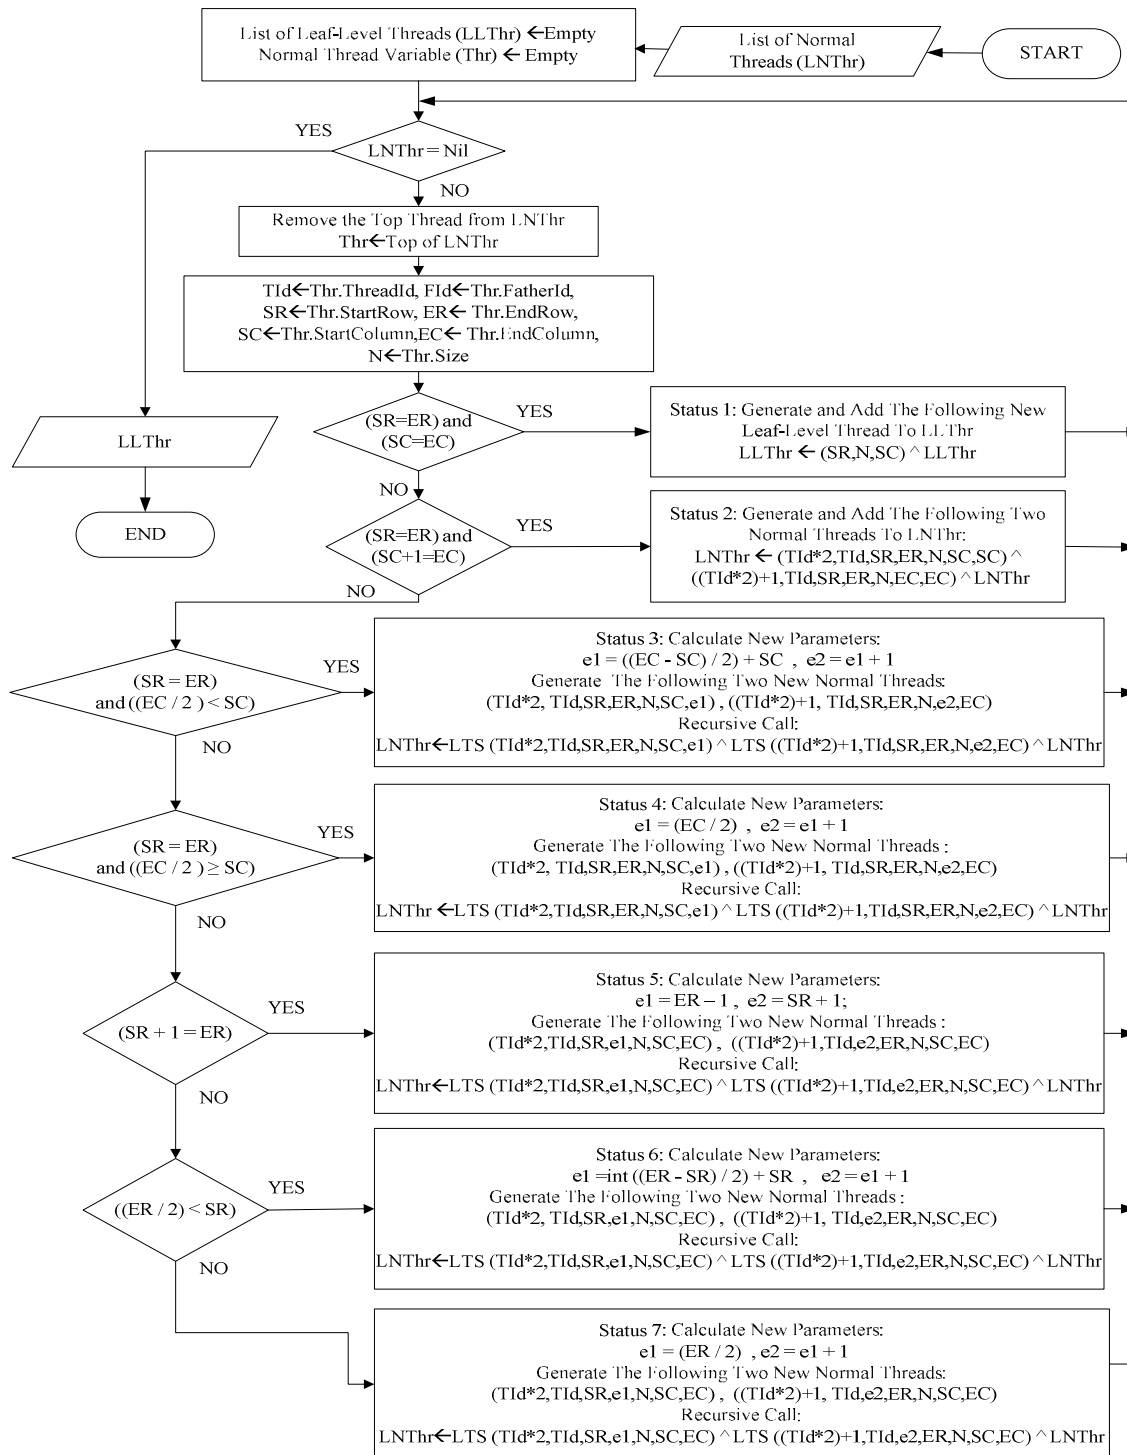 START
List of Normal
Threads (LNThr)
List of Leaf-Level Threads (LLThr) ←Empty
Normal Thread Variable (Thr) ← Empty
LNThr = Nil
YES
NO
Remove the Top Thread from LNThr
Thr←Top of LNThr
TId←Thr.ThreadId, FId←Thr.FatherId,
SR←Thr.StartRow, ER← Thr.EndRow,
SC←Thr.StartColumn,EC← Thr.EndColumn,
N←Thr.Size
LLThr
END
(SR=ER) and
(SC=EC)
YES
Status 1: Generate and Add The Following New
Leaf-Level Thread To LLThr
LLThr ← (SR,N,SC) ^ LLThr
NO
(SR=ER) and
(SC+1=EC)
YES
Status 2: Generate and Add The Following Two
Normal Threads To LNThr:
LNThr ← (TId*2,TId,SR,ER,N,SC,SC) ^
((TId*2)+1,TId,SR,ER,N,EC,EC) ^ LNThr
NO
(SR = ER)
and ((EC / 2 ) < SC)
YES
Status 3: Calculate New Parameters:
e1 = ((EC - SC) / 2) + SC , e2 = e1 + 1
Generate The Following Two New Normal Threads:
(TId*2, TId,SR,ER,N,SC,e1) , ((TId*2)+1, TId,SR,ER,N,e2,EC)
Recursive Call:
LNThr←LTS (TId*2,TId,SR,ER,N,SC,e1) ^ LTS ((TId*2)+1,TId,SR,ER,N,e2,EC) ^ LNThr
NO
(SR = ER)
and ((EC / 2 ) ≥ SC)
YES
Status 4: Calculate New Parameters:
e1 = (EC / 2) , e2 = e1 + 1
Generate The Following Two New Normal Threads :
(TId*2, TId,SR,ER,N,SC,e1) , ((TId*2)+1, TId,SR,ER,N,e2,EC)
Recursive Call:
LNThr ←LTS (TId*2,TId,SR,ER,N,SC,e1) ^ LTS ((TId*2)+1,TId,SR,ER,N,e2,EC) ^ LNThr
NO
(SR + 1 = ER)
YES
Status 5: Calculate New Parameters:
e1 = ER – 1 , e2 = SR + 1;
Generate The Following Two New Normal Threads :
(TId*2,TId,SR,e1,N,SC,EC) , ((TId*2)+1,TId,e2,ER,N,SC,EC)
Recursive Call:
LNThr←LTS (TId*2,TId,SR,e1,N,SC,EC) ^ LTS ((TId*2)+1,TId,e2,ER,N,SC,EC) ^ LNThr
NO
((ER / 2) < SR)
YES
Status 6: Calculate New Parameters:
e1 =int ((ER - SR) / 2) + SR , e2 = e1 + 1
Generate The Following Two New Normal Threads :
(TId*2, TId,SR,e1,N,SC,EC) , ((TId*2)+1, TId,e2,ER,N,SC,EC)
Recursive Call:
LNThr←LTS (TId*2,TId,SR,e1,N,SC,EC) ^ LTS ((TId*2)+1,TId,e2,ER,N,SC,EC) ^ LNThr
NO
Status 7: Calculate New Parameters:
e1 = (ER / 2) , e2 = e1 + 1
Generate The Following Two New Normal Threads:
(TId*2,TId,SR,e1,N,SC,EC) , ((TId*2)+1, TId,e2,ER,N,SC,EC)
Recursive Call:
LNThr←LTS (TId*2,TId,SR,e1,N,SC,EC) ^ LTS ((TId*2)+1,TId,e2,ER,N,SC,EC) ^ LNThr